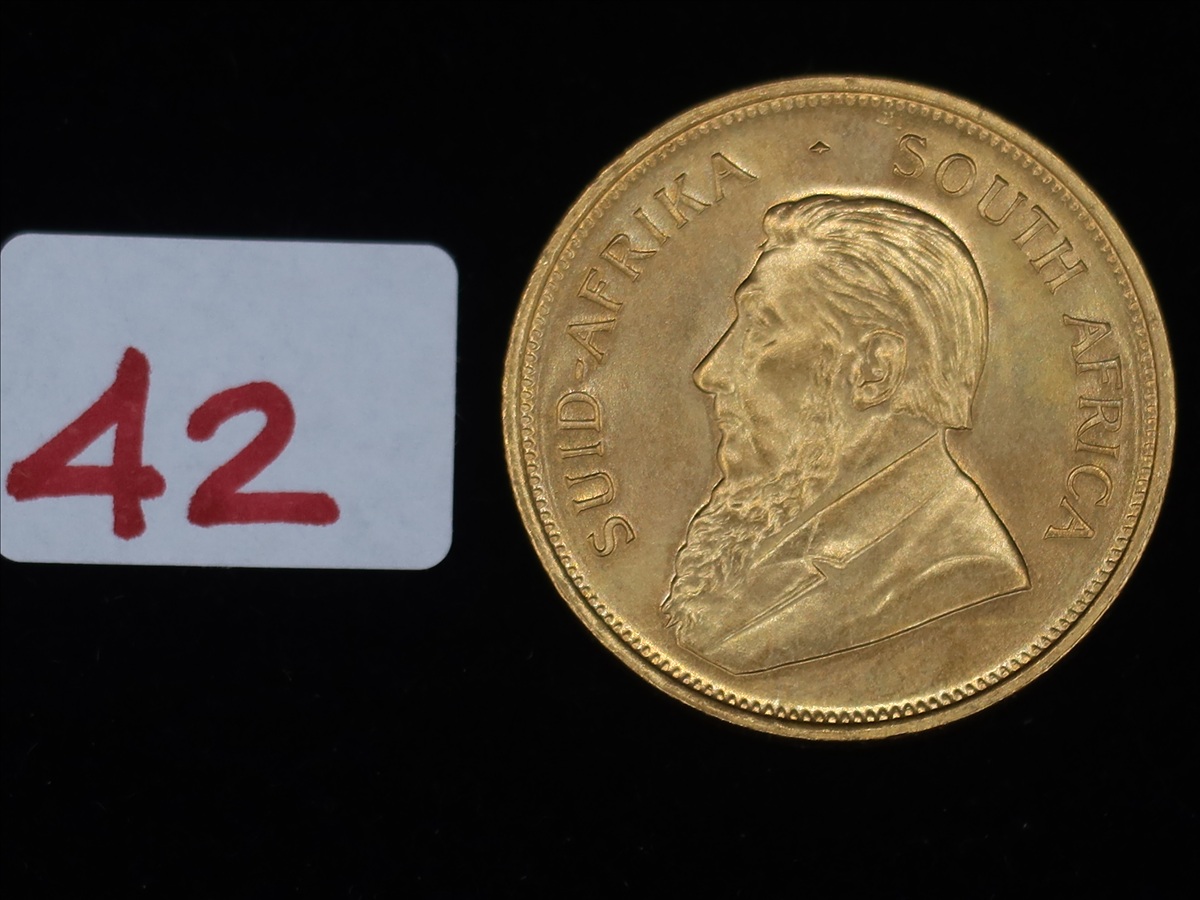 42
SUID-AFRIKA · SOUTH AFRICA